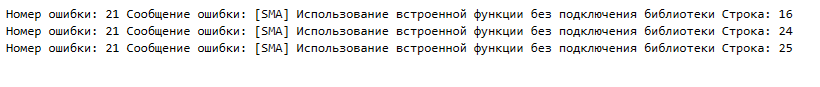 Номер ошибки: 21 Сообщение ошибки: [SMA] Использование встроенной функции без подключения библиотеки Строка: 16
Номер ошибки: 21 Сообщение ошибки: [SMA] Использование встроенной функции без подключения библиотеки Строка: 24
Номер ошибки: 21 Сообщение ошибки: [SMA] Использование встроенной функции без подключения библиотеки Строка: 25